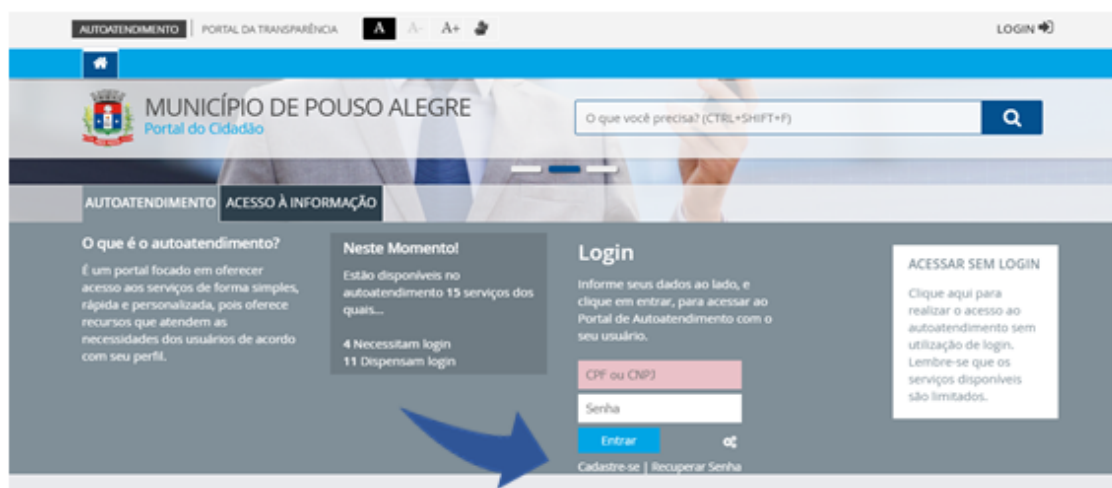 AUTOATENDIMENTO | PORTAL DA TRANSPARÊNCIA A A- A+ LOGIN
MUNICÍPIO DE POUSO ALEGRE
Portal do Cidadão
O que você precisa? (CTRL+SHIFT+F)
AUTOATENDIMENTO ACESSO À INFORMAÇÃO
O que é o autoatendimento?
É um portal focado em oferecer
acesso aos serviços de forma simples,
rápida e personalizada, pois oferece
recursos que atendem as
necessidades dos usuários de acordo
com seu perfil.
Neste Momento!
Estão disponíveis no
autoatendimento 15 serviços dos
quais...
4 Necessitam login
11 Dispensam login
Login
Informe seus dados ao lado, e
clique em entrar, para acessar ao
Portal de Autoatendimento com o
seu usuário.
CPF ou CNPJ
Senha
Entrar
Cadastre-se | Recuperar Senha
ACESSAR SEM LOGIN
Clique aqui para
realizar o acesso ao
autoatendimento sem
utilização de login.
Lembre-se que os
serviços disponíveis
são limitados.